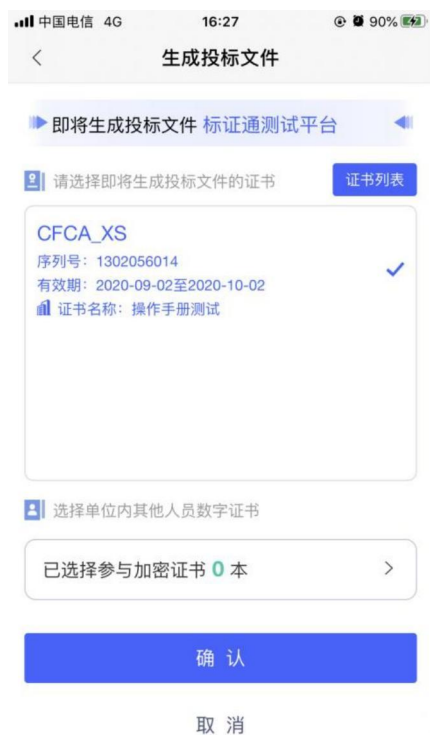 中国电信 4G 16:27 90%
生成投标文件
即将生成投标文件 标证通测试平台
请选择即将生成投标文件的证书 证书列表
CFCA_XS
序列号：1302056014
有效期：2020-09-02至2020-10-02
证书名称：操作手册测试
选择单位内其他人员数字证书
已选择参与加密证书 0 本
确 认
取 消